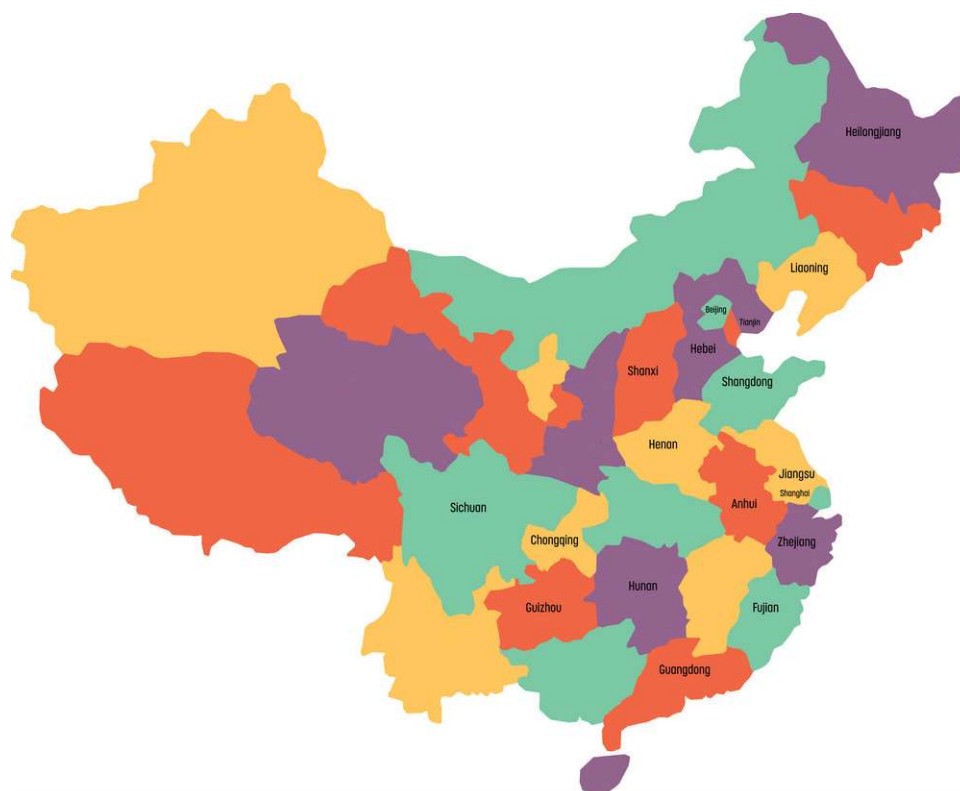 Heilongjiang
Liaoning
Beijing
Tianjin
Hebei
Shanxi
Shangdong
Henan
Jiangsu
Shanghai
Anhui
Sichuan
Chongqing
Zhejiang
Hunan
Guizhou
Fujian
Guangdong